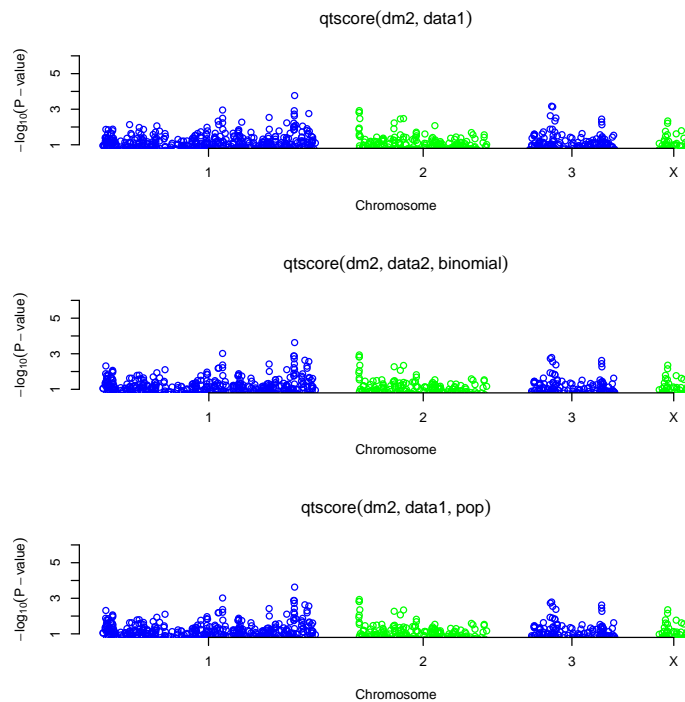 qtscore(dm2, data1)
−log10(P − value)
5
3
1
1
2
3
X
Chromosome
qtscore(dm2, data2, binomial)
−log10(P − value)
5
3
1
1
2
3
X
Chromosome
qtscore(dm2, data1, pop)
−log10(P − value)
5
3
1
1
2
3
X
Chromosome